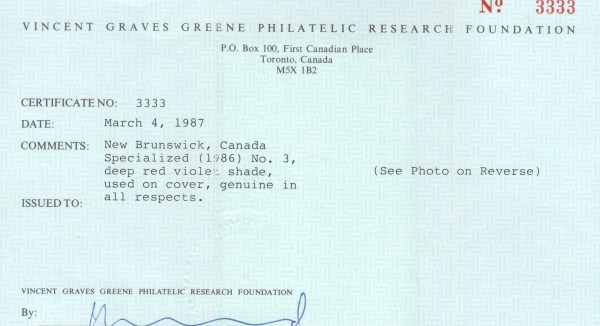 Nº 3333
VINCENT GRAVES GREENE PHILATELIC RESEARCH FOUNDATION
P.O. Box 100, First Canadian Place
Toronto, Canada
M5X 1B2
CERTIFICATE NO: 3333
DATE: March 4, 1987
COMMENTS: New Brunswick, Canada
Specialized (1986) No. 3,
deep red violet shade, (See Photo on Reverse)
used on cover, genuine in
all respects.
ISSUED TO:
VINCENT GRAVES GREENE PHILATELIC RESEARCH FOUNDATION
By: